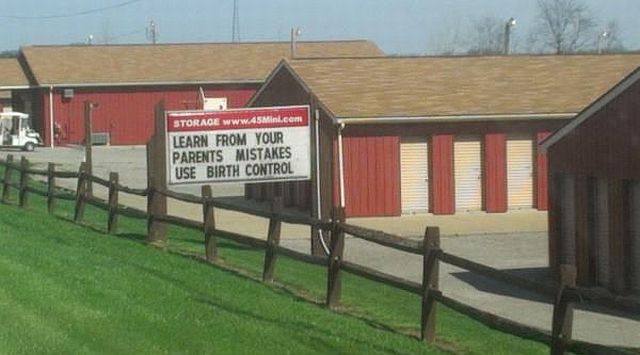 STORAGE www.45Mini.com
LEARN FROM YOUR
PARENTS MISTAKES
USE BIRTH CONTROL